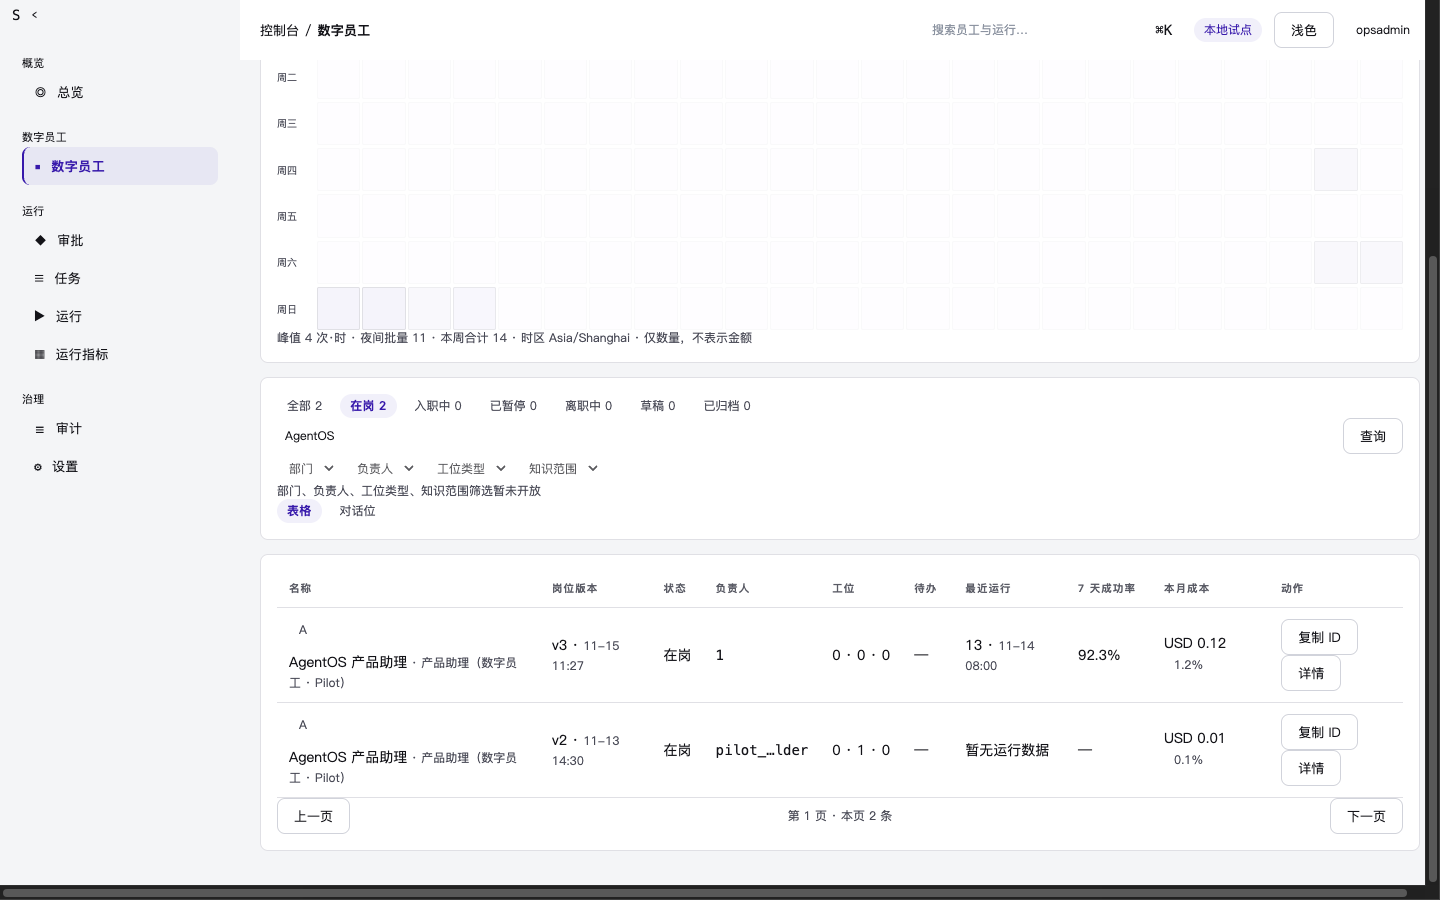 S <
控制台 / 数字员工
搜索员工与运行…
⌘K
本地试点
浅色
opsadmin
概览
总览
数字员工
数字员工
运行
审批
任务
运行
运行指标
治理
审计
设置
周二
周三
周四
周五
周六
周日
峰值 4 次·时 · 夜间批量 11 · 本周合计 14 · 时区 Asia/Shanghai · 仅数量，不表示金额
全部 2 在岗 2 入职中 0 已暂停 0 离职中 0 草稿 0 已归档 0
AgentOS
查询
部门 负责人 工位类型 知识范围
部门、负责人、工位类型、知识范围筛选暂未开放
表格 对话位
名称 岗位版本 状态 负责人 工位 待办 最近运行 7 天成功率 本月成本 动作
A
AgentOS 产品助理 · 产品助理（数字员
工 · Pilot）
v3 · 11-15
11:27
在岗
1
0 · 0 · 0
—
13 · 11-14
08:00
92.3%
USD 0.12
1.2%
复制 ID
详情
A
AgentOS 产品助理 · 产品助理（数字员
工 · Pilot）
v2 · 11-13
14:30
在岗
pilot_…lder
0 · 1 · 0
—
暂无运行数据
—
USD 0.01
0.1%
复制 ID
详情
上一页
第 1 页 · 本页 2 条
下一页